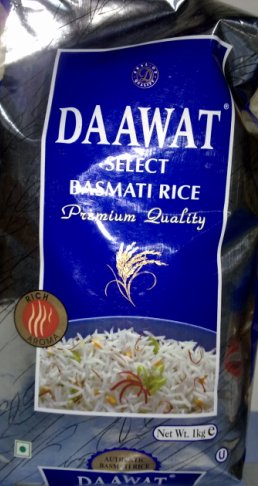 DAAWAT®
SELECT
BASMATI RICE
Premium Quality
RICH
AROMA
Net Wt. 1kg e
U
AUTHENTIC
BASMATI RICE
DAAWAT